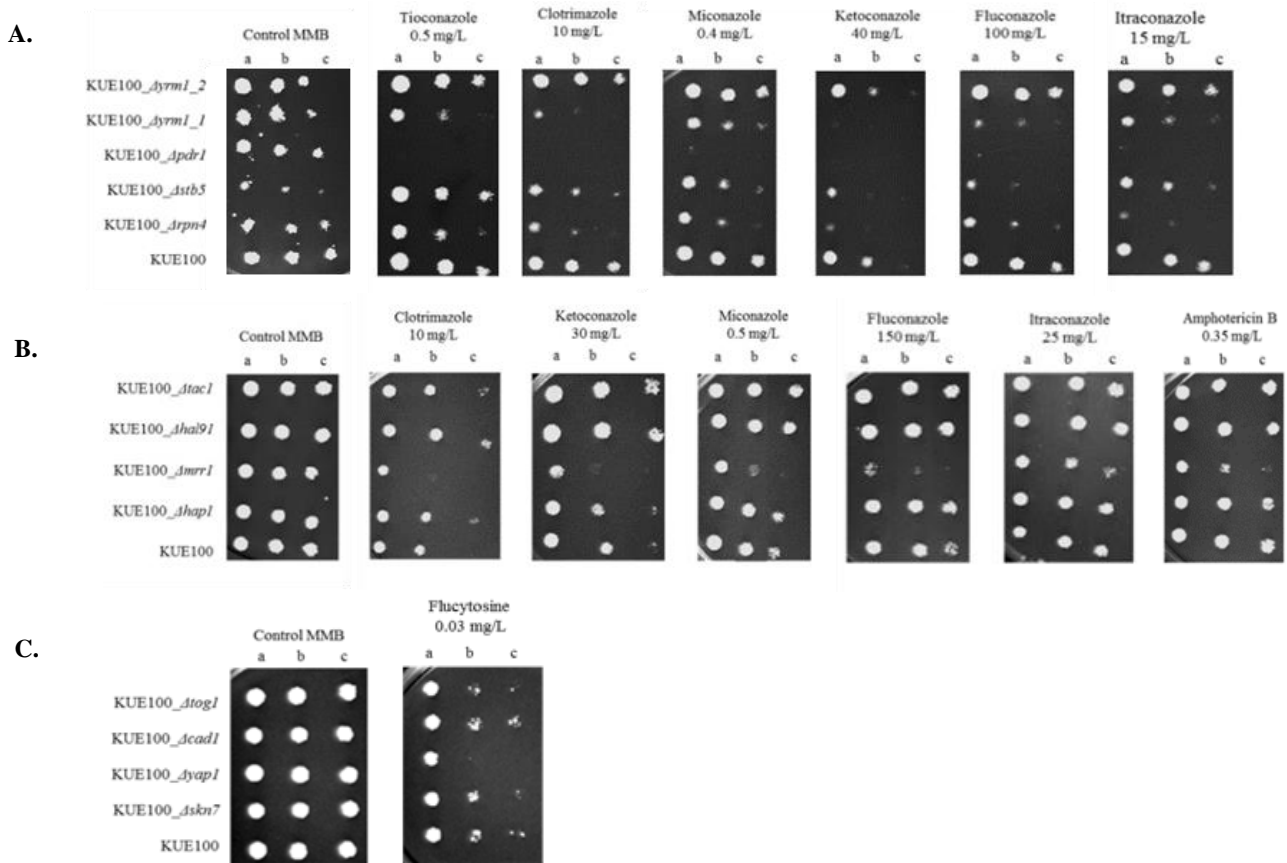 A.
Control MMB
Tioconazole
0.5 mg/L
Clotrimazole
10 mg/L
Miconazole
0.4 mg/L
Ketoconazole
40 mg/L
Fluconazole
100 mg/L
Itraconazole
15 mg/L
a b c
a b c
a b c
a b c
a b c
a b c
a b c
KUE100_Δyrm1_2
KUE100_Δyrm1_1
KUE100_Δpdr1
KUE100_Δstb5
KUE100_Δrpn4
KUE100
B.
Control MMB
Clotrimazole
10 mg/L
Ketoconazole
30 mg/L
Miconazole
0.5 mg/L
Fluconazole
150 mg/L
Itraconazole
25 mg/L
Amphotericin B
0.35 mg/L
a b c
a b c
a b c
a b c
a b c
a b c
a b c
KUE100_Δtac1
KUE100_Δhal91
KUE100_Δmrr1
KUE100_Δhap1
KUE100
C.
Control MMB
Flucytosine
0.03 mg/L
a b c
a b c
KUE100_Δtog1
KUE100_Δcad1
KUE100_Δyap1
KUE100_Δskn7
KUE100